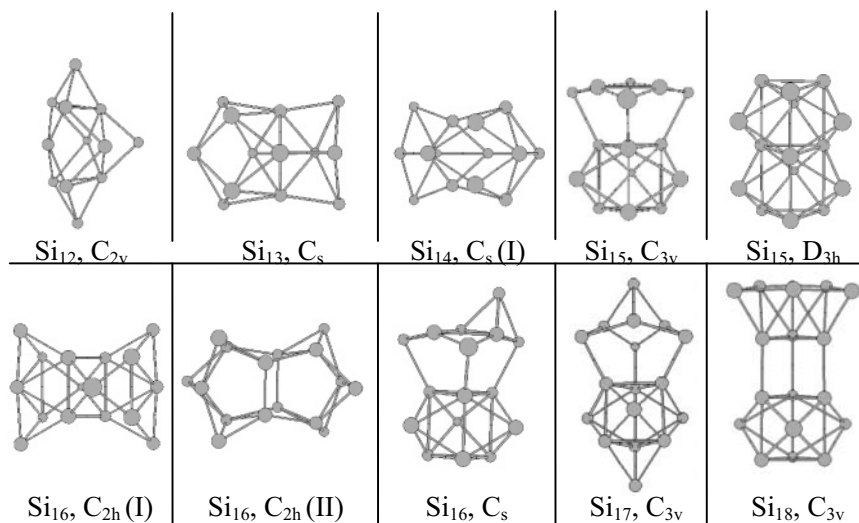 Si₁₂, C₂ᵥ Si₁₃, Cₛ Si₁₄, Cₛ (I) Si₁₅, C₃ᵥ Si₁₅, D₃ₕ
Si₁₆, C₂ₕ (I) Si₁₆, C₂ₕ (II) Si₁₆, Cₛ Si₁₇, C₃ᵥ Si₁₈, C₃ᵥ